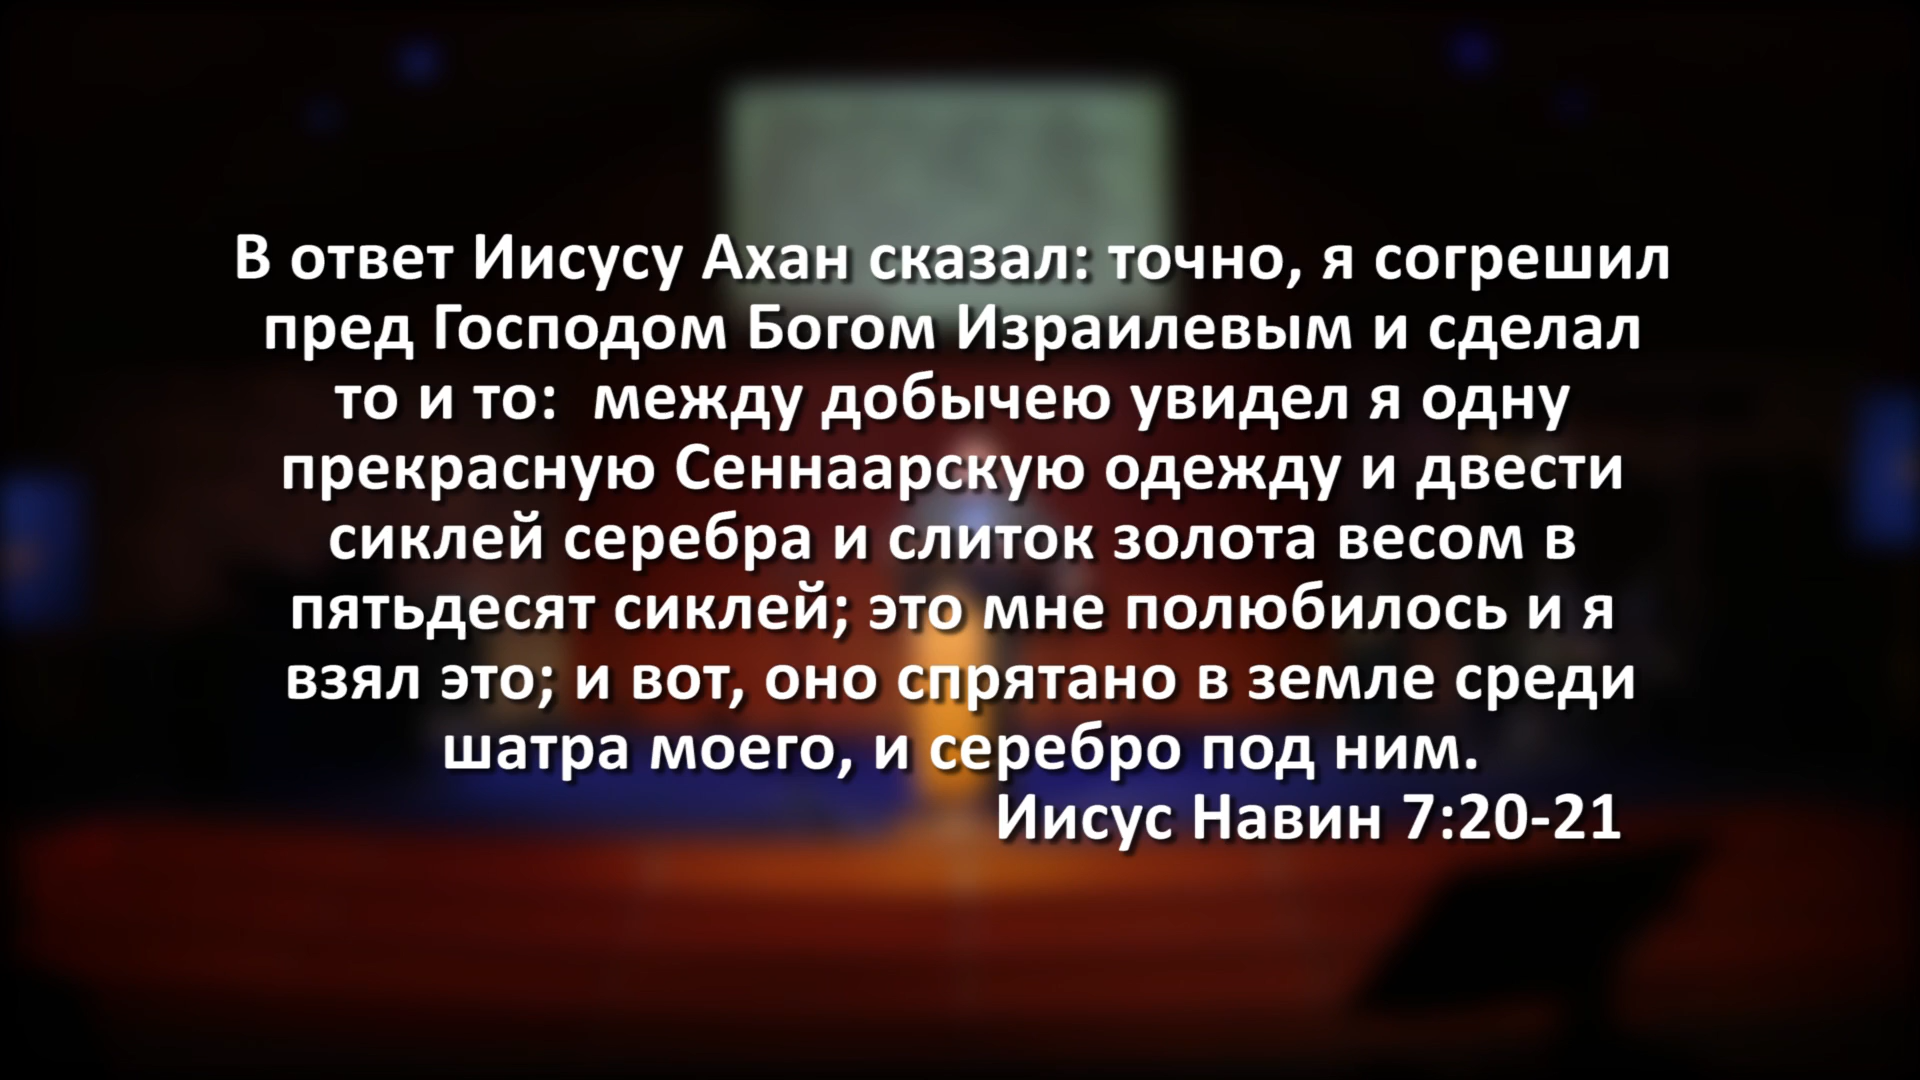 В ответ Иисусу Ахан сказал: точно, я согрешил
пред Господом Богом Израилевым и сделал
то и то:  между добычею увидел я одну
прекрасную Сеннаарскую одежду и двести
сиклей серебра и слиток золота весом в
пятьдесят сиклей; это мне полюбилось и я
взял это; и вот, оно спрятано в земле среди
шатра моего, и серебро под ним.
Иисус Навин 7:20-21